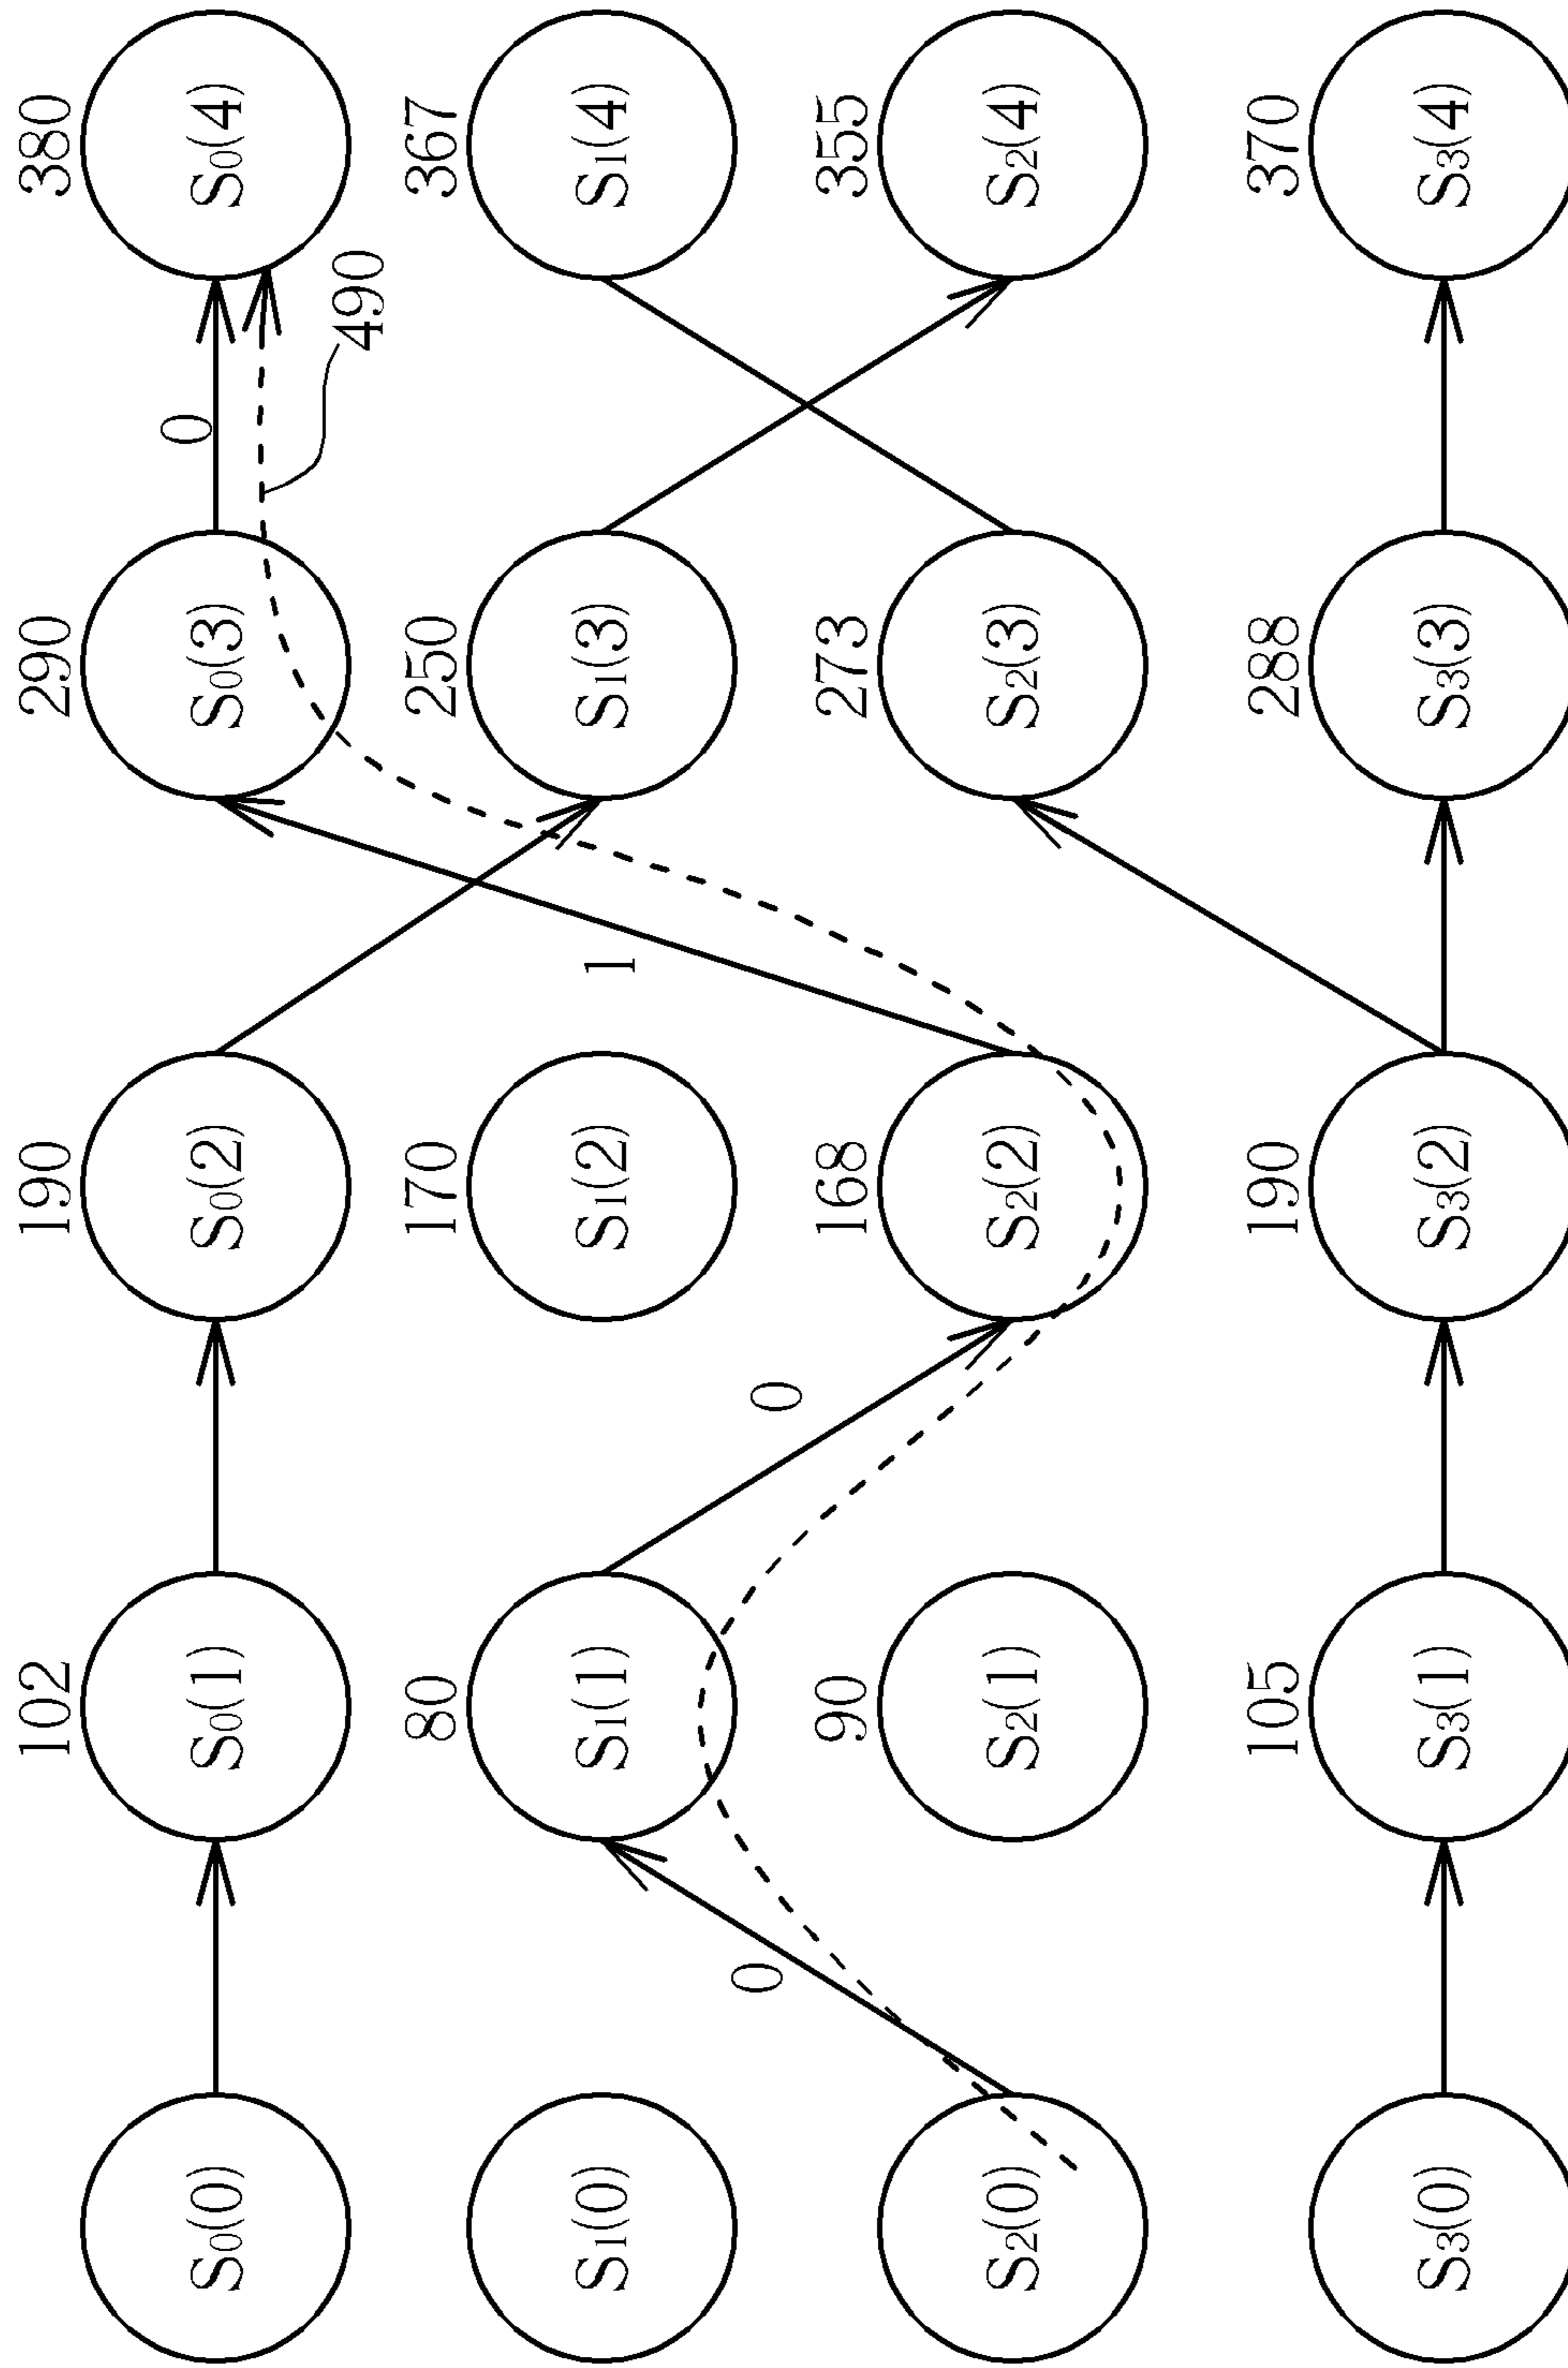 102
190
290
380
S0(0)
S0(1)
S0(2)
S0(3)
0
S0(4)
490
80
170
250
367
S1(0)
S1(1)
S1(2)
S1(3)
S1(4)
1
0
0
90
168
273
355
S2(0)
S2(1)
S2(2)
S2(3)
S2(4)
105
190
288
370
S3(0)
S3(1)
S3(2)
S3(3)
S3(4)